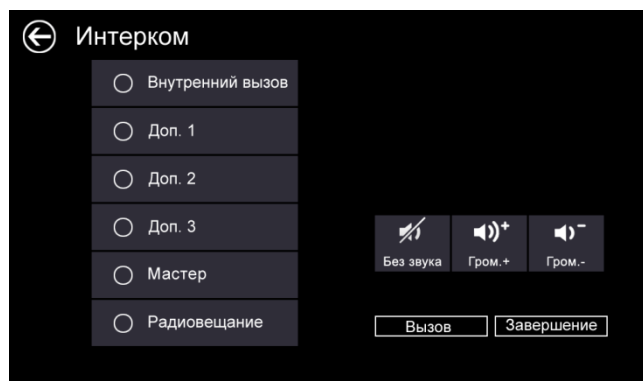 Интерком
Внутренний вызов
Доп. 1
Доп. 2
Доп. 3
Мастер
Радиовещание
Без звука
Гром.+
Гром.-
Вызов
Завершение